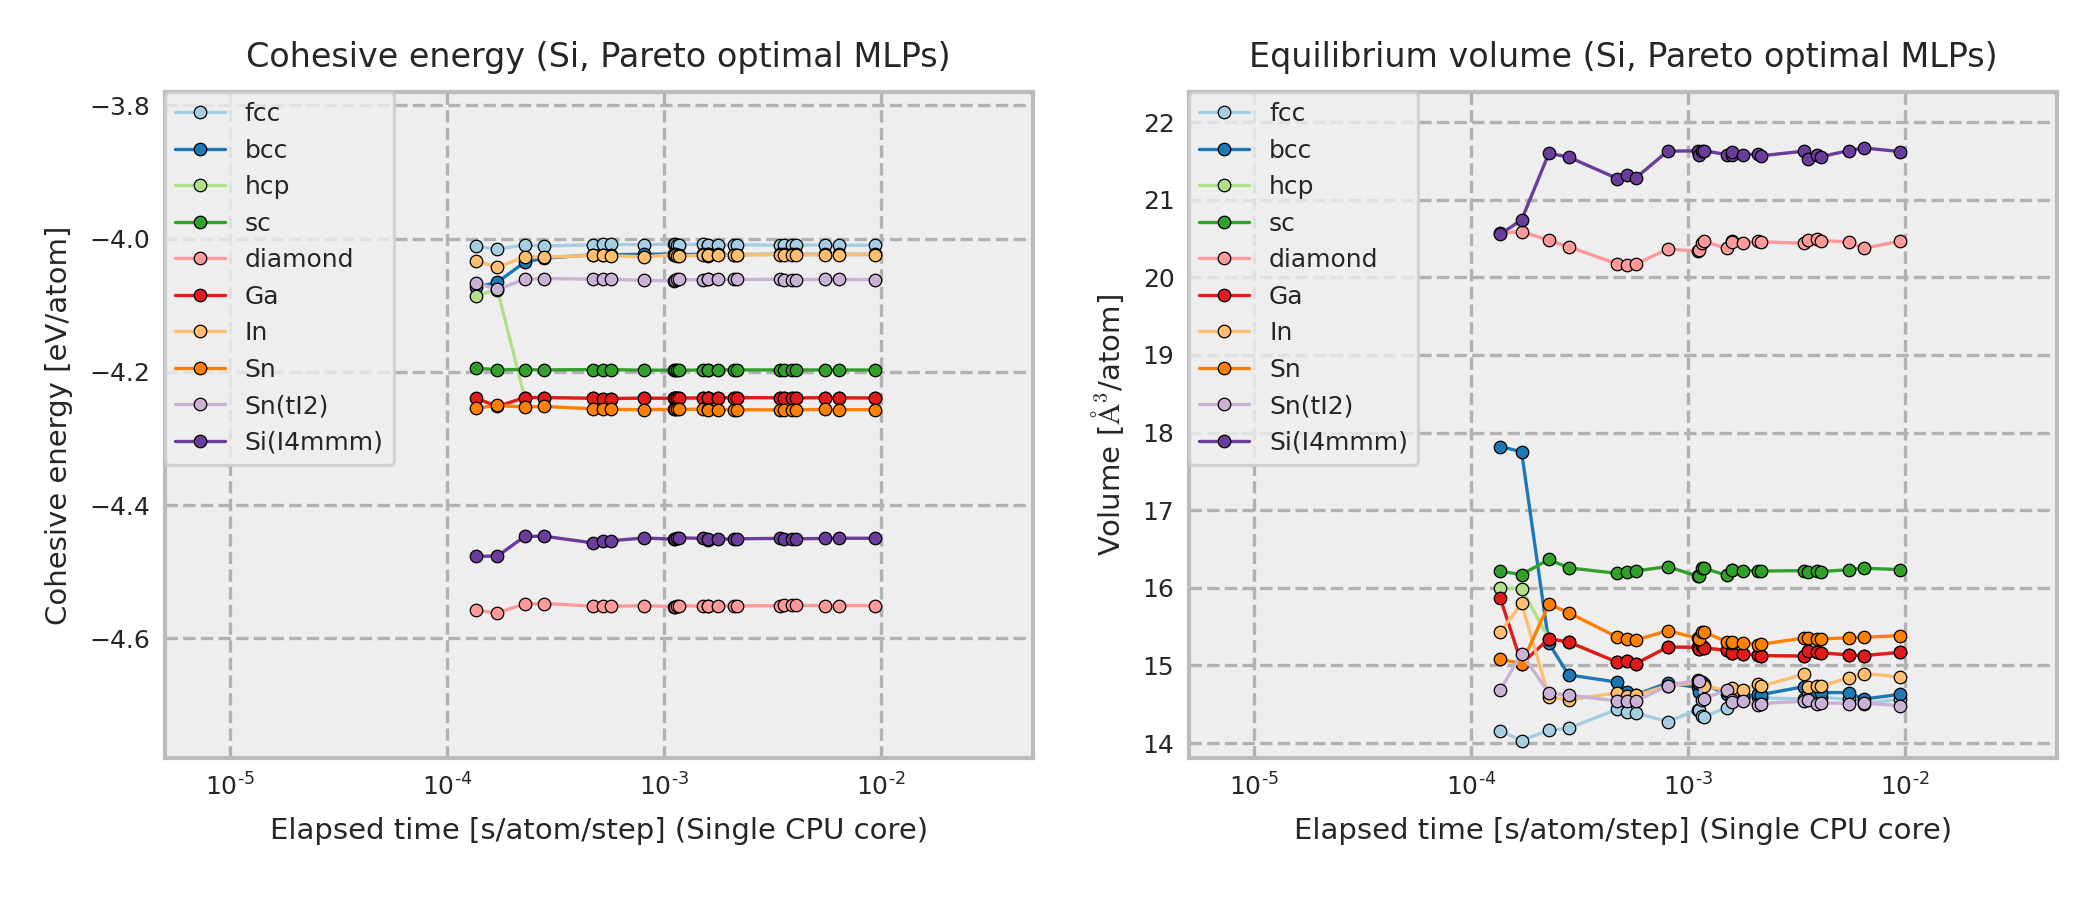 Cohesive energy (Si, Pareto optimal MLPs)
Cohesive energy [eV/atom]
−3.8
−4.0
−4.2
−4.4
−4.6
fcc
bcc
hcp
sc
diamond
Ga
In
Sn
Sn(tI2)
Si(I4mmm)
10⁻⁵ 10⁻⁴ 10⁻³ 10⁻²
Elapsed time [s/atom/step] (Single CPU core)
Equilibrium volume (Si, Pareto optimal MLPs)
Volume [Å³/atom]
22
21
20
19
18
17
16
15
14
fcc
bcc
hcp
sc
diamond
Ga
In
Sn
Sn(tI2)
Si(I4mmm)
10⁻⁵ 10⁻⁴ 10⁻³ 10⁻²
Elapsed time [s/atom/step] (Single CPU core)